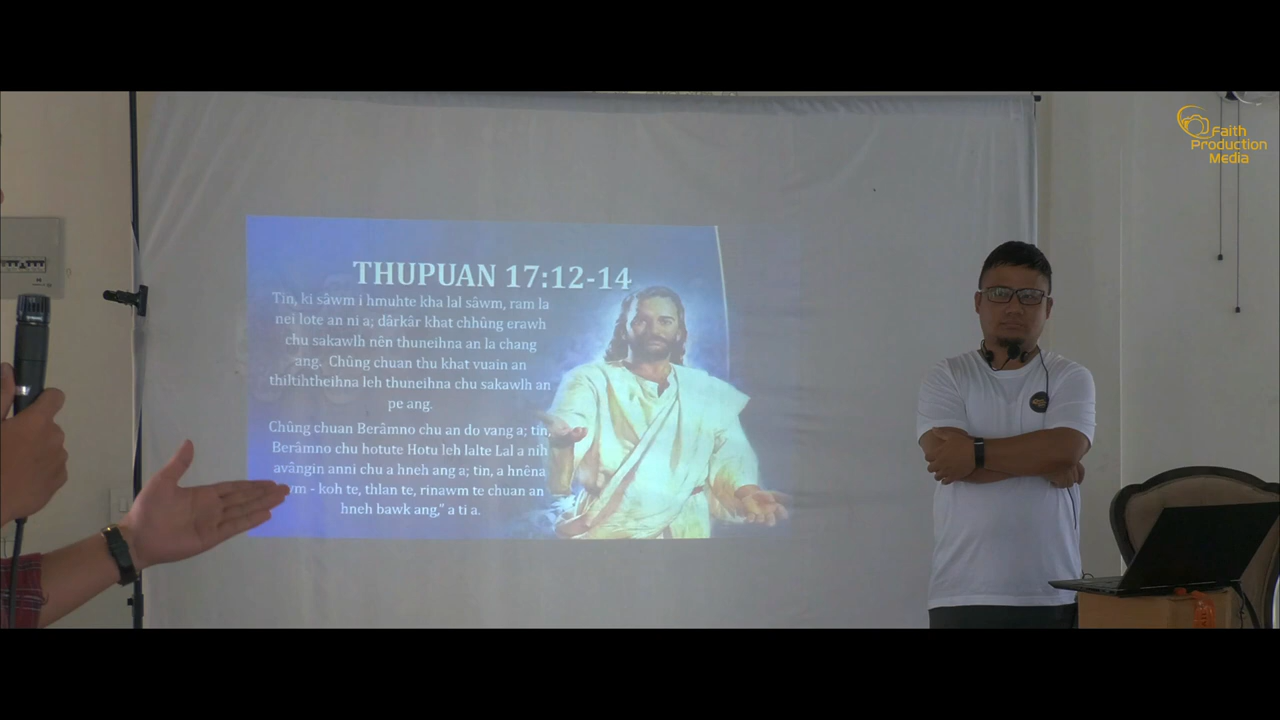 Faith
Production
Media
THUPUAN 17:12-14
Tin, ki sâwm i hmuhte kha lal sâwm, ram la
nei lote an ni a; dârkâr khat chhûng erawh
chu sakawlh nên thuneihna an la chang
ang. Chûng chuan thu khat vuain an
thiltihtheihna leh thuneihna chu sakawlh an
pe ang.
Chûng chuan Berâmno chu an do vang a; tin,
Berâmno chu hotute Hotu leh lalte Lal a nih
avângin anni chu a hneh ang a; tin, a hnêna
- koh te, thlan te, rinawm te chuan an
hneh bawk ang,” a ti a.